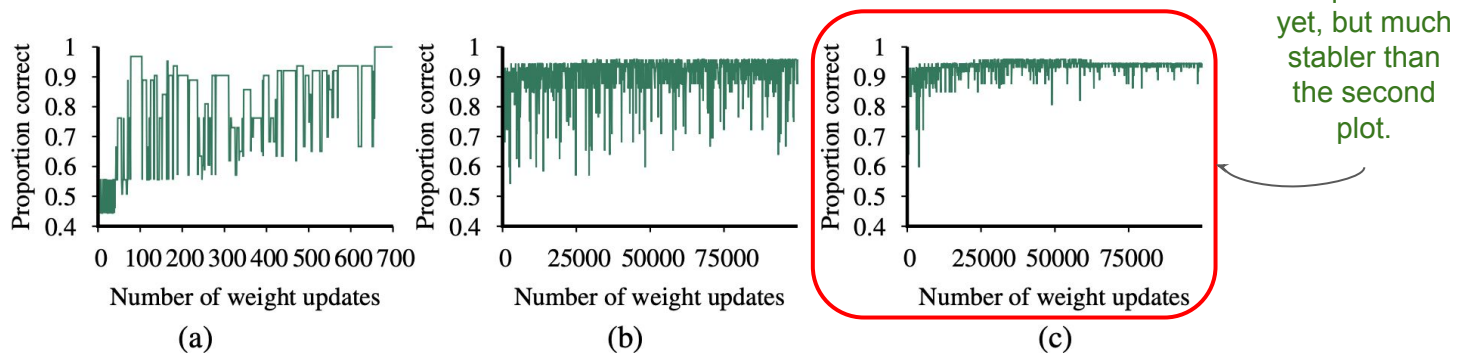 yet, but much
stabler than
the second
plot.
Proportion correct
1
0.9
0.8
0.7
0.6
0.5
0.4
0 100 200 300 400 500 600 700
Number of weight updates
(a)
Proportion correct
1
0.9
0.8
0.7
0.6
0.5
0.4
0 25000 50000 75000
Number of weight updates
(b)
Proportion correct
1
0.9
0.8
0.7
0.6
0.5
0.4
0 25000 50000 75000
Number of weight updates
(c)